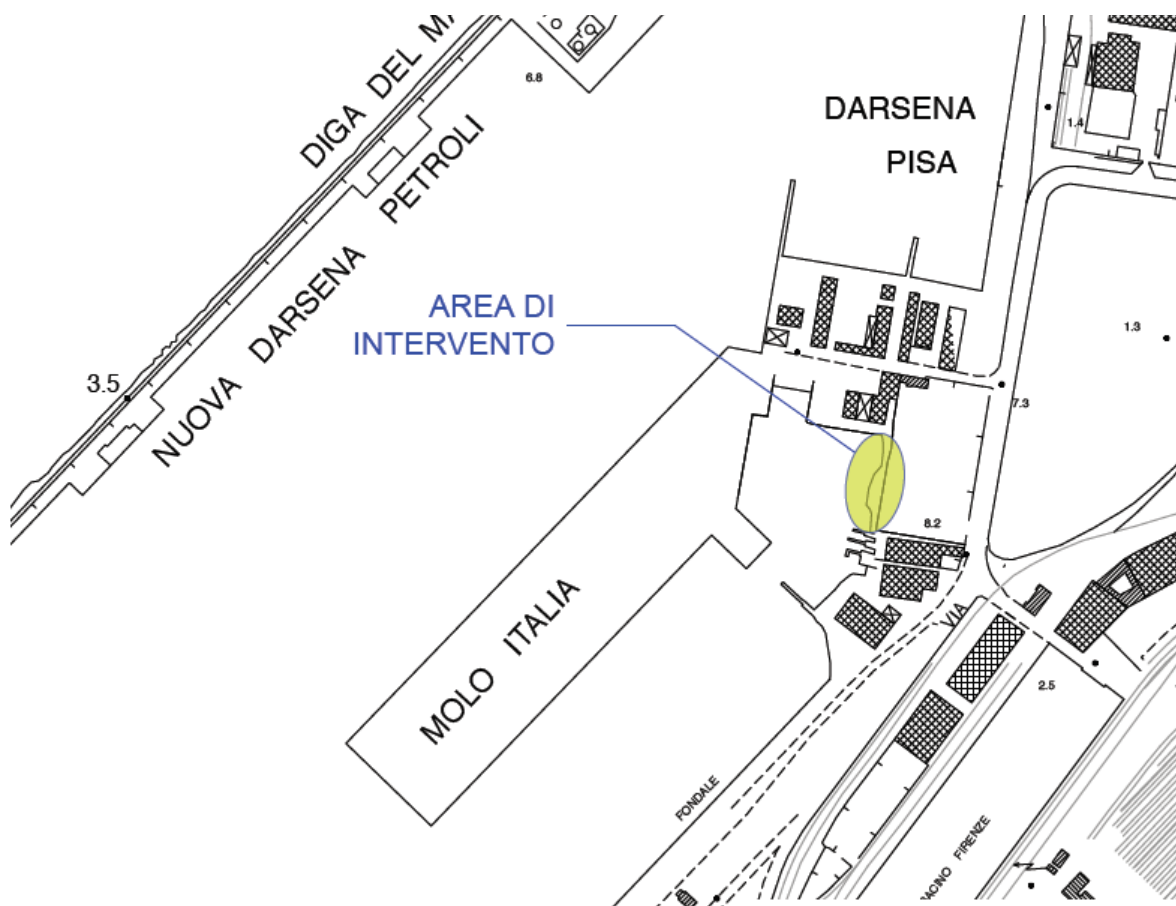 DIGA DEL MA
6.8
DARSENA
PISA
1.4
NUOVA DARSENA PETROLI
AREA DI
INTERVENTO
1.3
3.5
7.3
8.2
MOLO ITALIA
VIA
2.5
FONDALE
FIRENZE